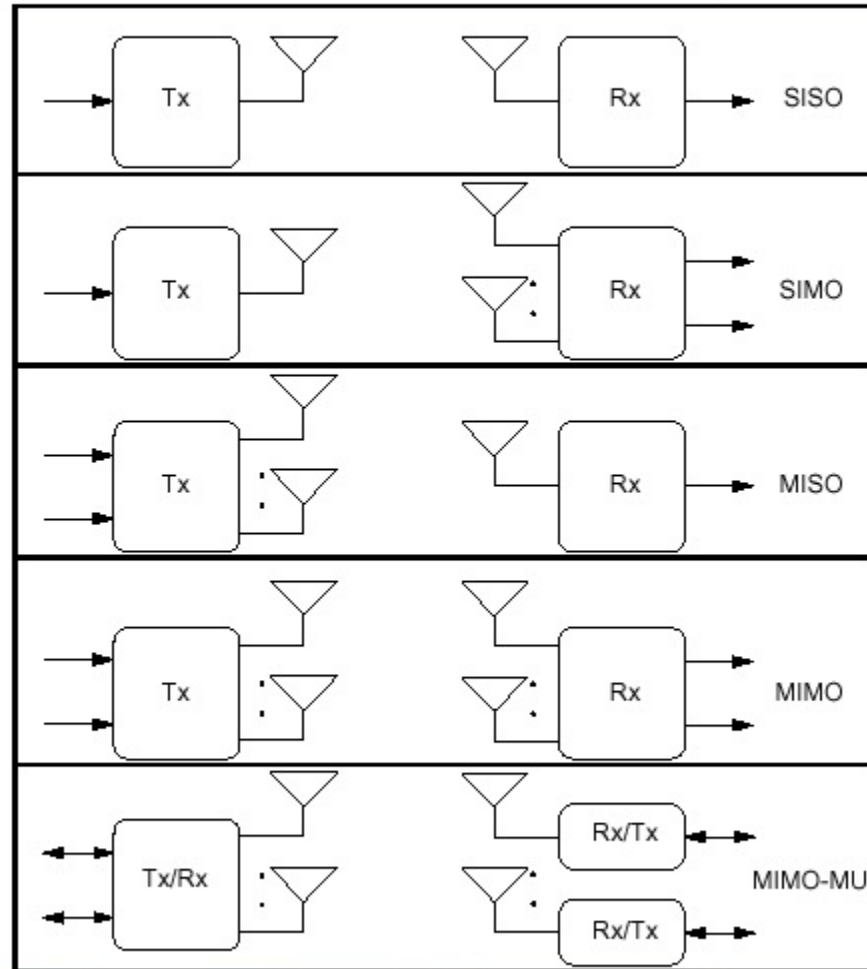 Tx Rx SISO
Tx Rx SIMO
Tx Rx MISO
Tx Rx MIMO
Tx/Rx Rx/Tx MIMO-MU
Rx/Tx